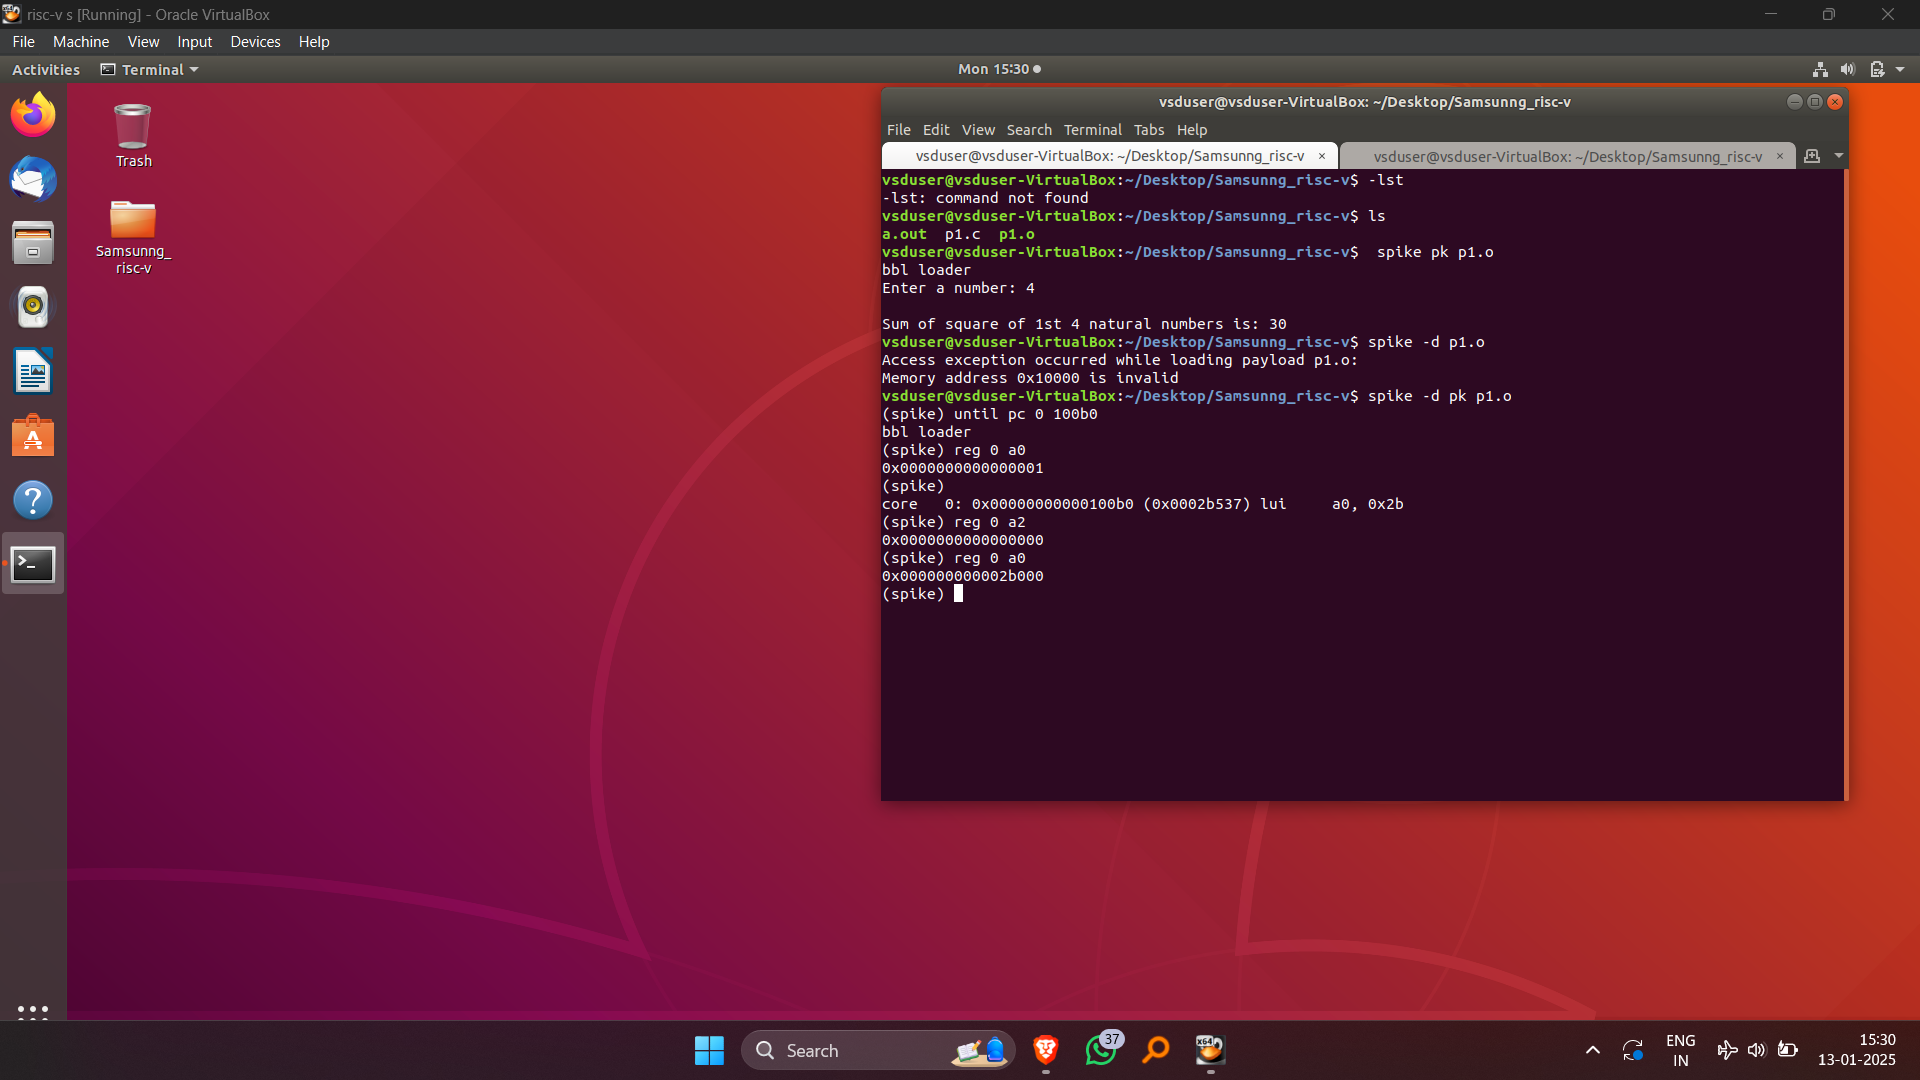 risc-v s [Running] - Oracle VirtualBox
File Machine View Input Devices Help
Activities Terminal Mon 15:30
Trash
Samsunng_
risc-v
vsduser@vsduser-VirtualBox: ~/Desktop/Samsunng_risc-v
File Edit View Search Terminal Tabs Help
vsduser@vsduser-VirtualBox: ~/Desktop/Samsunng_risc-v × vsduser@vsduser-VirtualBox: ~/Desktop/Samsunng_risc-v ×
vsduser@vsduser-VirtualBox:~/Desktop/Samsunng_risc-v$ -lst
-lst: command not found
vsduser@vsduser-VirtualBox:~/Desktop/Samsunng_risc-v$ ls
a.out  p1.c  p1.o
vsduser@vsduser-VirtualBox:~/Desktop/Samsunng_risc-v$  spike pk p1.o
bbl loader
Enter a number: 4
Sum of square of 1st 4 natural numbers is: 30
vsduser@vsduser-VirtualBox:~/Desktop/Samsunng_risc-v$ spike -d p1.o
Access exception occurred while loading payload p1.o:
Memory address 0x10000 is invalid
vsduser@vsduser-VirtualBox:~/Desktop/Samsunng_risc-v$ spike -d pk p1.o
(spike) until pc 0 100b0
bbl loader
(spike) reg 0 a0
0x0000000000000001
(spike)
core   0: 0x00000000000100b0 (0x0002b537) lui     a0, 0x2b
(spike) reg 0 a2
0x0000000000000000
(spike) reg 0 a0
0x000000000002b000
(spike)
Search
37
x64
ENG
IN
15:30
13-01-2025